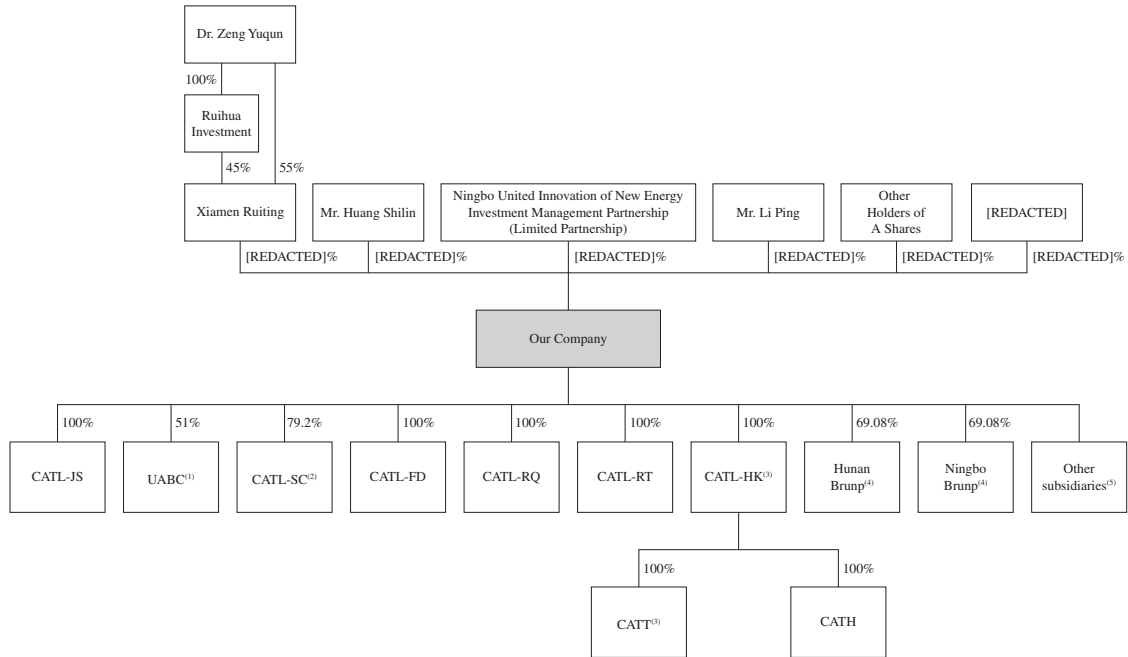 Dr. Zeng Yuqun
100%
Ruihua
Investment
45%
55%
Xiamen Ruiting
Mr. Huang Shilin
Ningbo United Innovation of New Energy
Investment Management Partnership
(Limited Partnership)
Mr. Li Ping
Other
Holders of
A Shares
[REDACTED]
[REDACTED]%
[REDACTED]%
[REDACTED]%
[REDACTED]%
[REDACTED]%
[REDACTED]%
Our Company
100%
51%
79.2%
100%
100%
100%
100%
69.08%
69.08%
CATL-JS
UABC(1)
CATL-SC(2)
CATL-FD
CATL-RQ
CATL-RT
CATL-HK(3)
Hunan
Brunp(4)
Ningbo
Brunp(4)
Other
subsidiaries(5)
100%
100%
CATT(3)
CATH